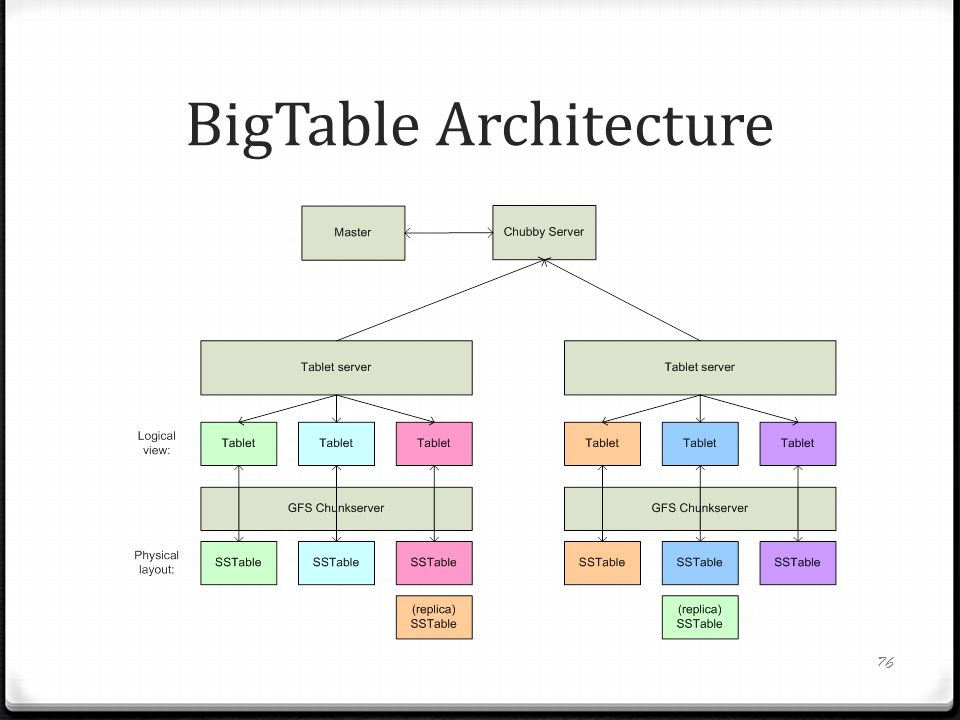 BigTable Architecture
Master
Chubby Server
Tablet server
Tablet server
Logical
view:
Tablet
Tablet
Tablet
Tablet
Tablet
Tablet
GFS Chunkserver
GFS Chunkserver
Physical
layout:
SSTable
SSTable
SSTable
SSTable
SSTable
SSTable
(replica)
SSTable
(replica)
SSTable
76